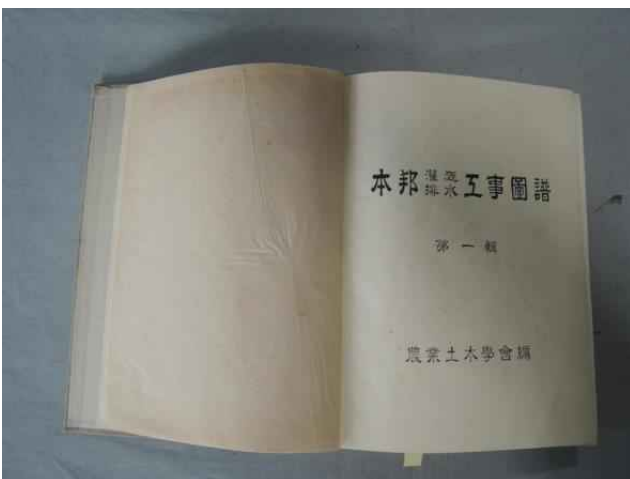 本邦灌漑排水工事圖譜
第一輯
農業土木學會編